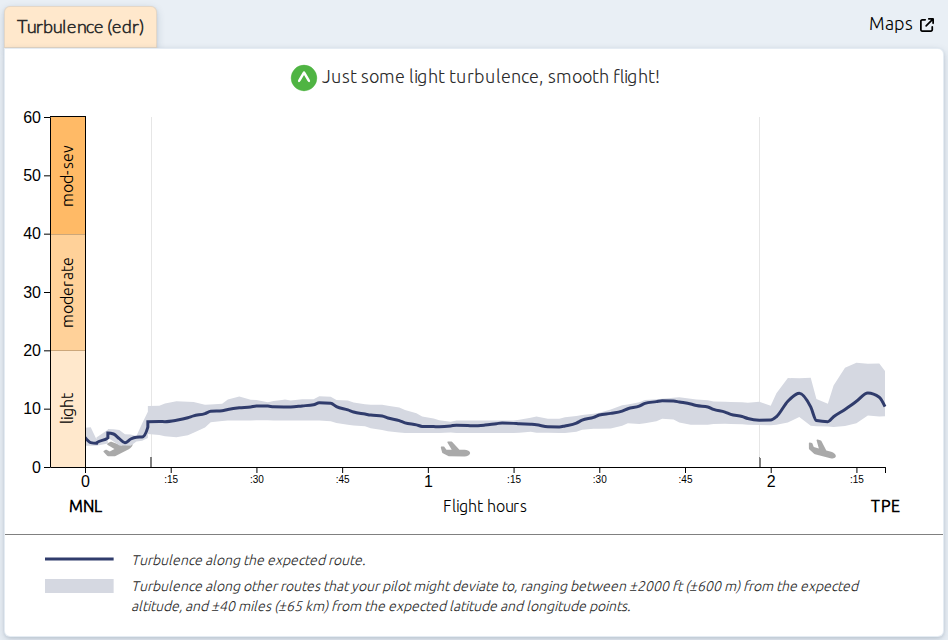 Turbulence (edr)
Maps
Just some light turbulence, smooth flight!
60
50
40
30
20
10
0
mod-sev
moderate
light
0 :15 :30 :45 1 :15 :30 :45 2 :15
MNL Flight hours TPE
Turbulence along the expected route.
Turbulence along other routes that your pilot might deviate to, ranging between ±2000 ft (±600 m) from the expected
altitude, and ±40 miles (±65 km) from the expected latitude and longitude points.